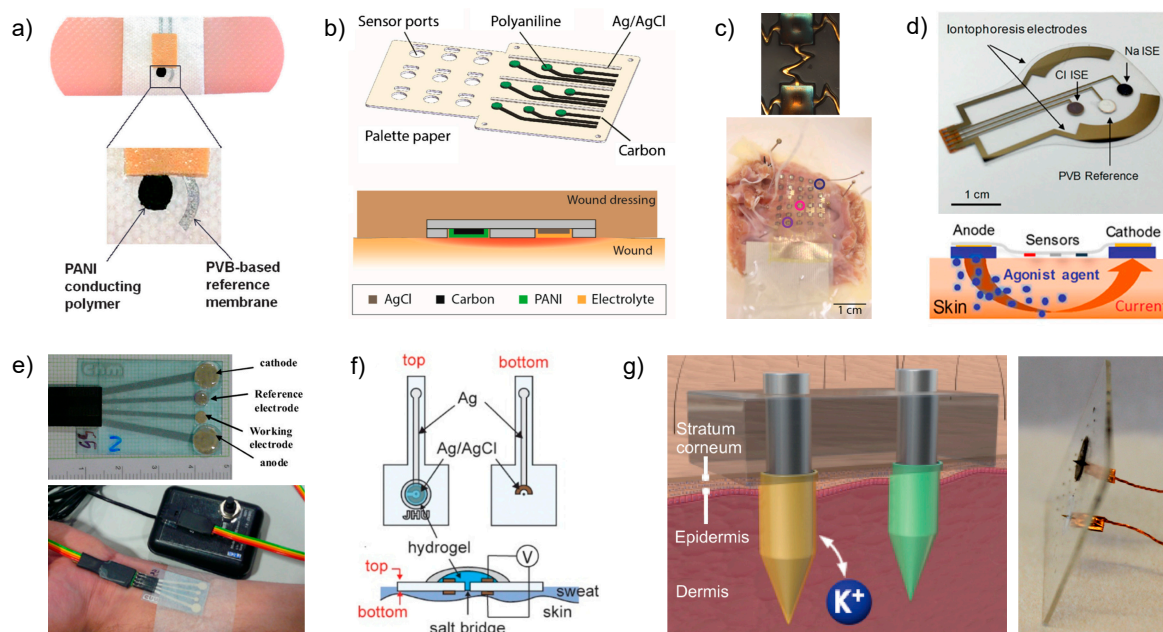 a)
PANI
conducting
polymer
PVB-based
reference
membrane
b)
Sensor ports
Polyaniline
Ag/AgCl
Palette paper
Carbon
Wound dressing
Wound
AgCl
Carbon
PANI
Electrolyte
c)
1 cm
d)
Iontophoresis electrodes
Na ISE
Cl ISE
PVB Reference
1 cm
Anode
Sensors
Cathode
Agonist agent
Skin
Current
e)
cathode
Reference
electrode
Working
electrode
anode
f)
top
bottom
Ag
Ag/AgCl
JHU
hydrogel
V
top
bottom
sweat
skin
salt bridge
g)
Stratum
corneum
Epidermis
Dermis
K+